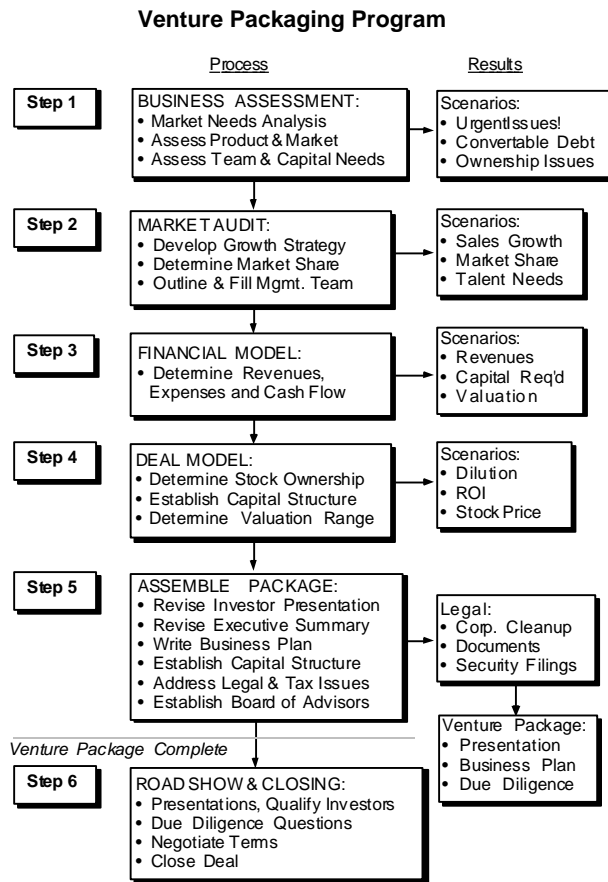 Venture Packaging Program
Process
Results
Step 1
BUSINESS ASSESSMENT:
• Market Needs Analysis
• Assess Product & Market
• Assess Team & Capital Needs
Scenarios:
• UrgentIssues!
• Convertable Debt
• Ownership Issues
Step 2
MARKET AUDIT:
• Develop Growth Strategy
• Determine Market Share
• Outline & Fill Mgmt. Team
Scenarios:
• Sales Growth
• Market Share
• Talent Needs
Step 3
FINANCIAL MODEL:
• Determine Revenues,
Expenses and Cash Flow
Scenarios:
• Revenues
• Capital Req'd
• Valuation
Step 4
DEAL MODEL:
• Determine Stock Ownership
• Establish Capital Structure
• Determine Valuation Range
Scenarios:
• Dilution
• ROI
• Stock Price
Step 5
ASSEMBLE PACKAGE:
• Revise Investor Presentation
• Revise Executive Summary
• Write Business Plan
• Establish Capital Structure
• Address Legal & Tax Issues
• Establish Board of Advisors
Legal:
• Corp. Cleanup
• Documents
• Security Filings
Venture Package:
• Presentation
• Business Plan
• Due Diligence
Venture Package Complete
Step 6
ROAD SHOW & CLOSING:
• Presentations, Qualify Investors
• Due Diligence Questions
• Negotiate Terms
• Close Deal